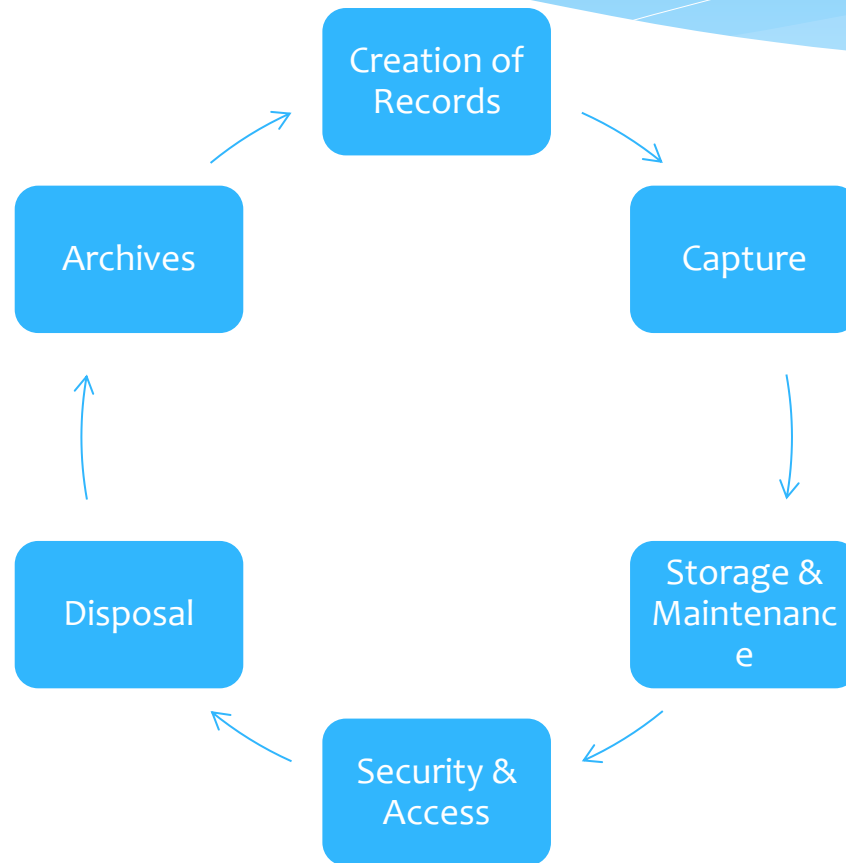 Creation of
Records
Capture
Storage &
Maintenanc
e
Security &
Access
Disposal
Archives